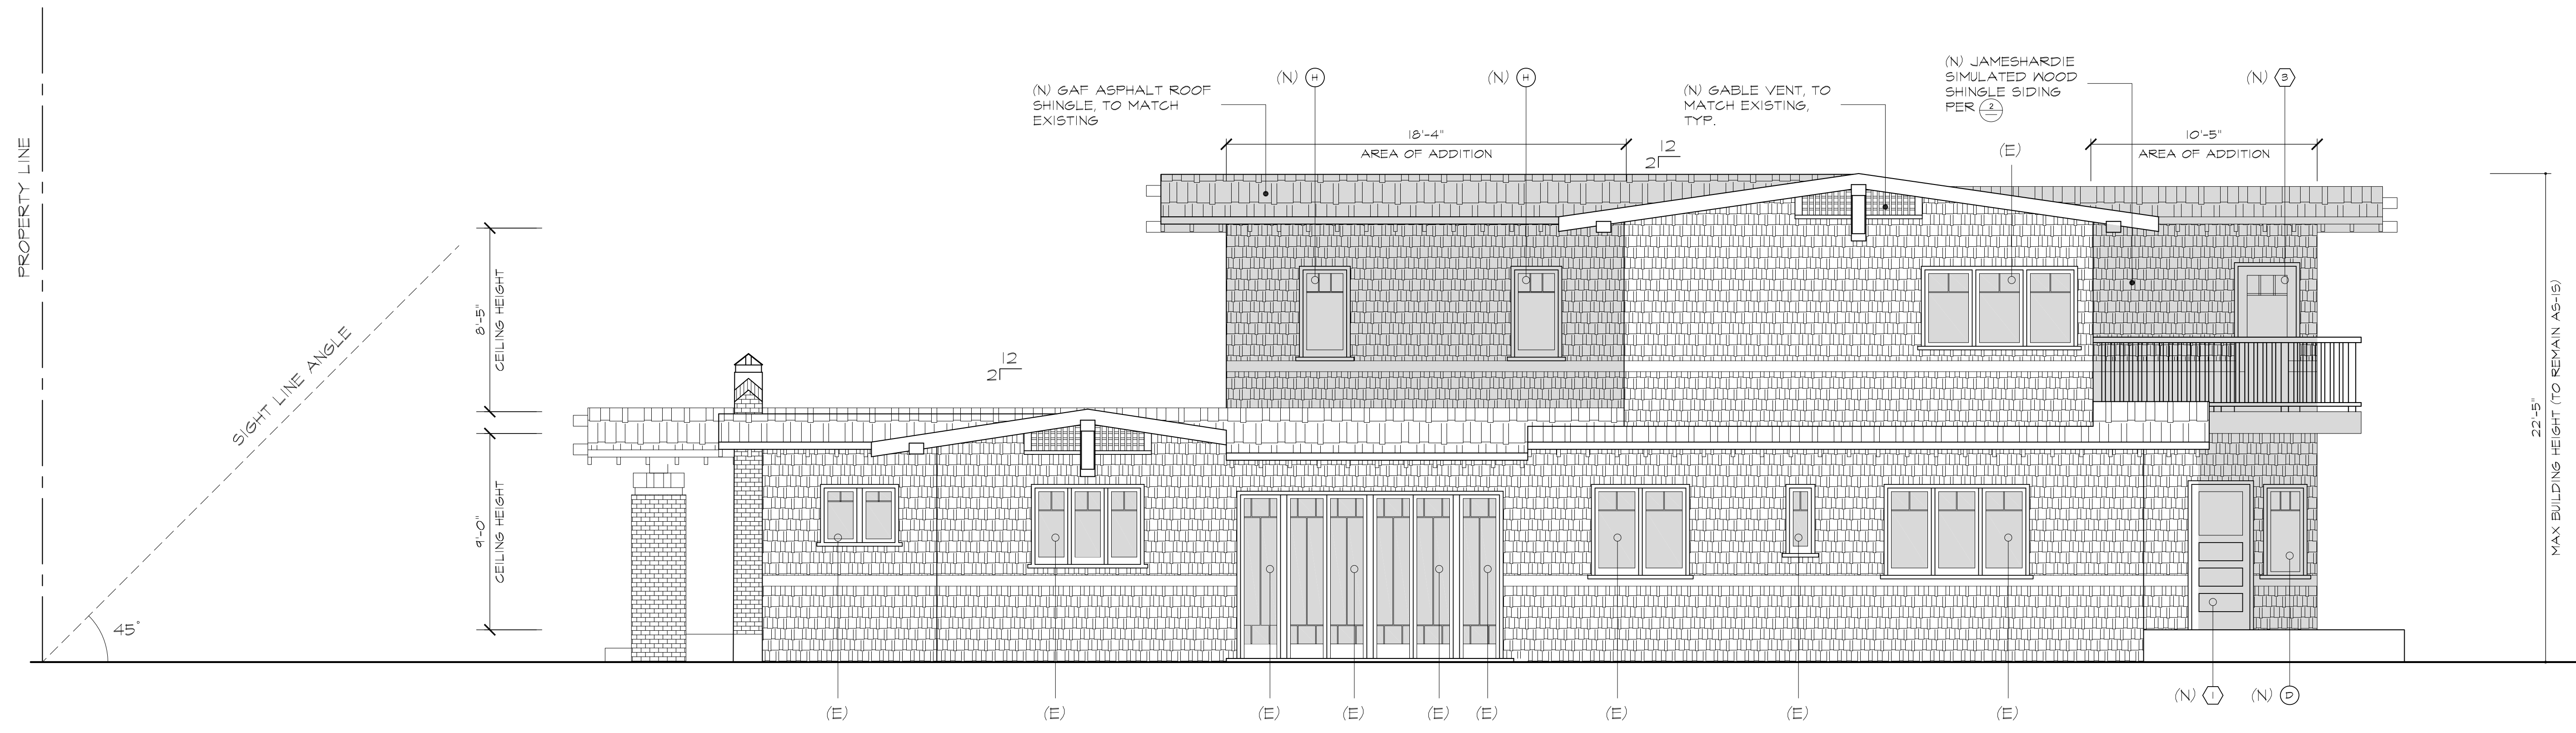 PROPERTY LINE
SIGHT LINE ANGLE
45°
8'-5"
CEILING HEIGHT
9'-0"
CEILING HEIGHT
(N) GAF ASPHALT ROOF
SHINGLE, TO MATCH
EXISTING
(N) H
(N) H
18'-4"
AREA OF ADDITION
12
2
12
2
(N) GABLE VENT, TO
MATCH EXISTING,
TYP.
(N) JAMESHARDIE
SIMULATED WOOD
SHINGLE SIDING
PER 2
(E)
(N) 3
10'-5"
AREA OF ADDITION
22'-5"
MAX BUILDING HEIGHT (TO REMAIN AS-IS)
(E)
(E)
(E)
(E)
(E)
(E)
(E)
(E)
(E)
(N) 1
(N) D